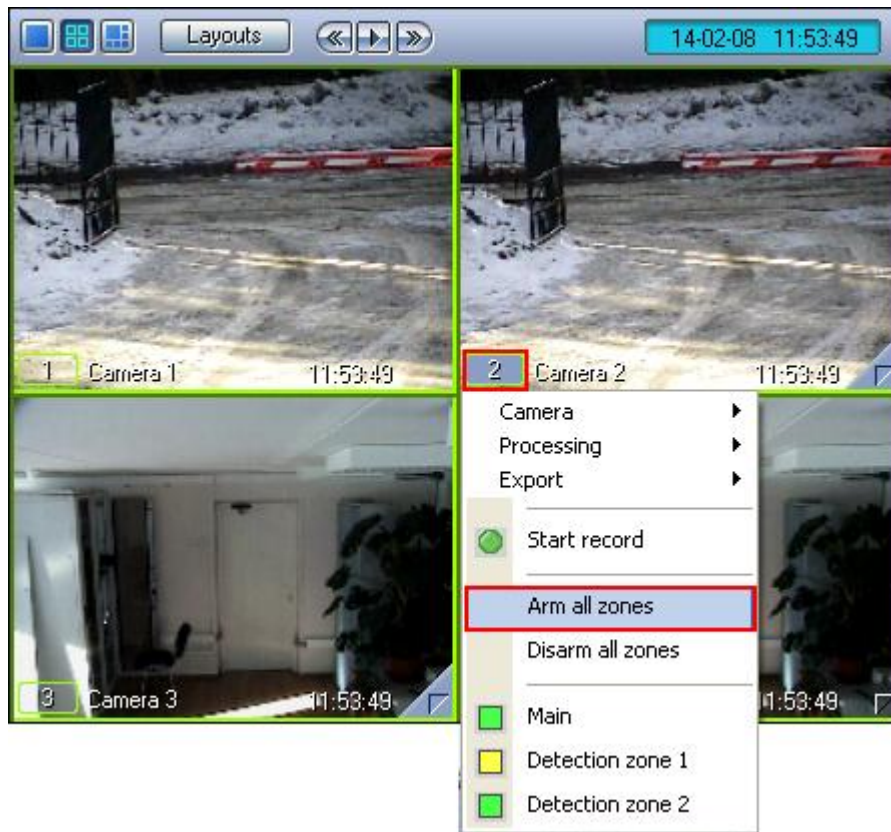 Layouts
14-02-08 11:53:49
1 Camera 1 11:53:49
2 Camera 2 11:53:49
Camera
Processing
Export
Start record
Arm all zones
Disarm all zones
Main
Detection zone 1
Detection zone 2
3 Camera 3 11:53:49
11:53:49